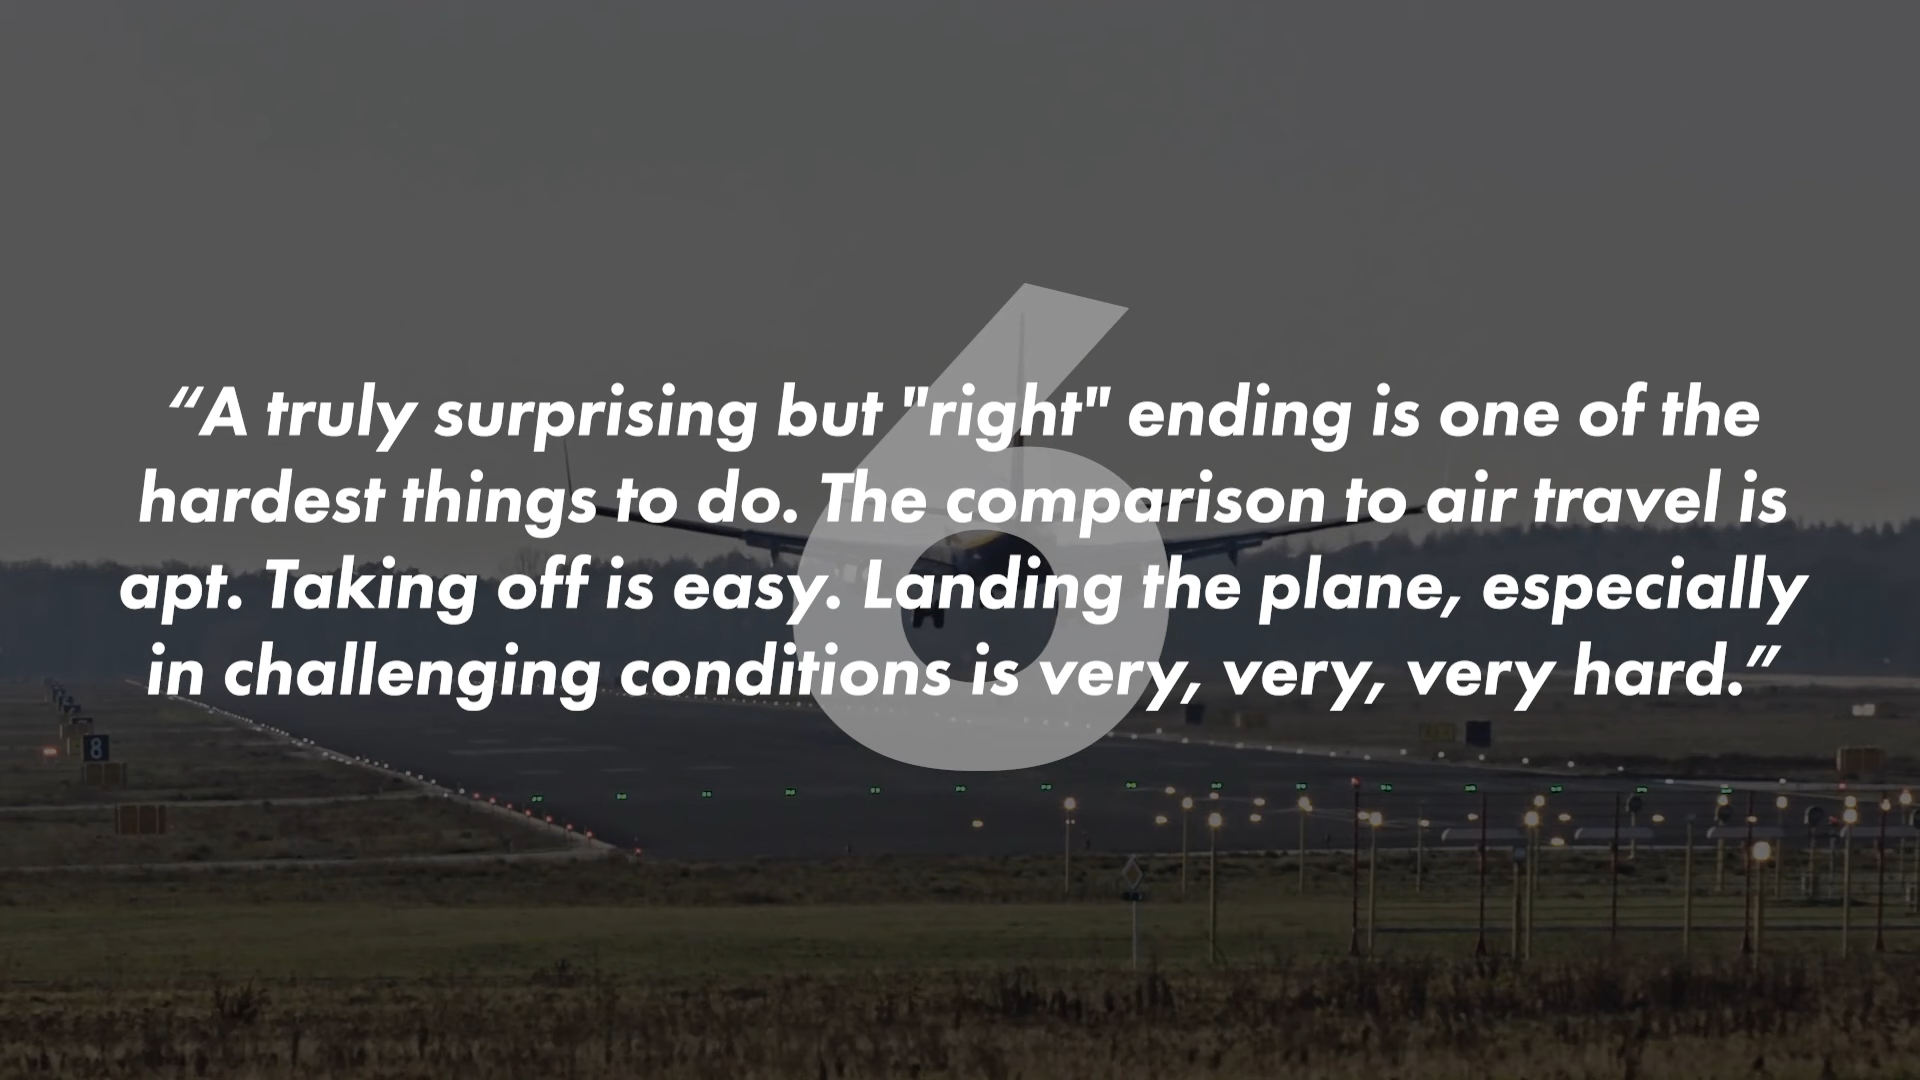 “A truly surprising but "right" ending is one of the
hardest things to do. The comparison to air travel is
apt. Taking off is easy. Landing the plane, especially
in challenging conditions is very, very, very hard.”
6
8